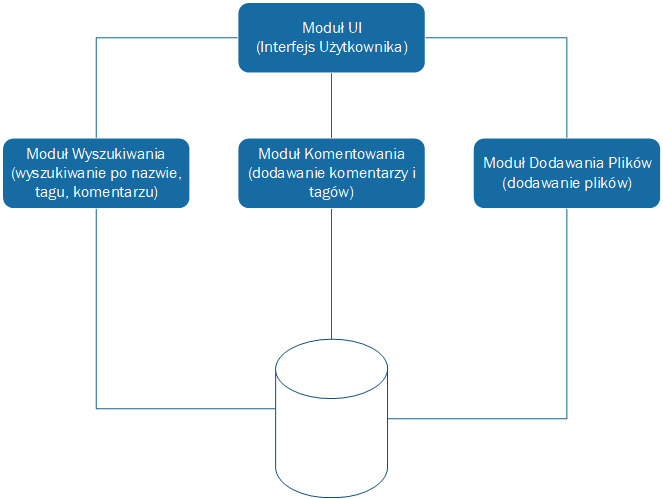 Moduł UI
(Interfejs Użytkownika)
Moduł Wyszukiwania
(wyszukiwanie po nazwie,
tagu, komentarzu)
Moduł Komentowania
(dodawanie komentarzy i
tagów)
Moduł Dodawania Plików
(dodawanie plików)